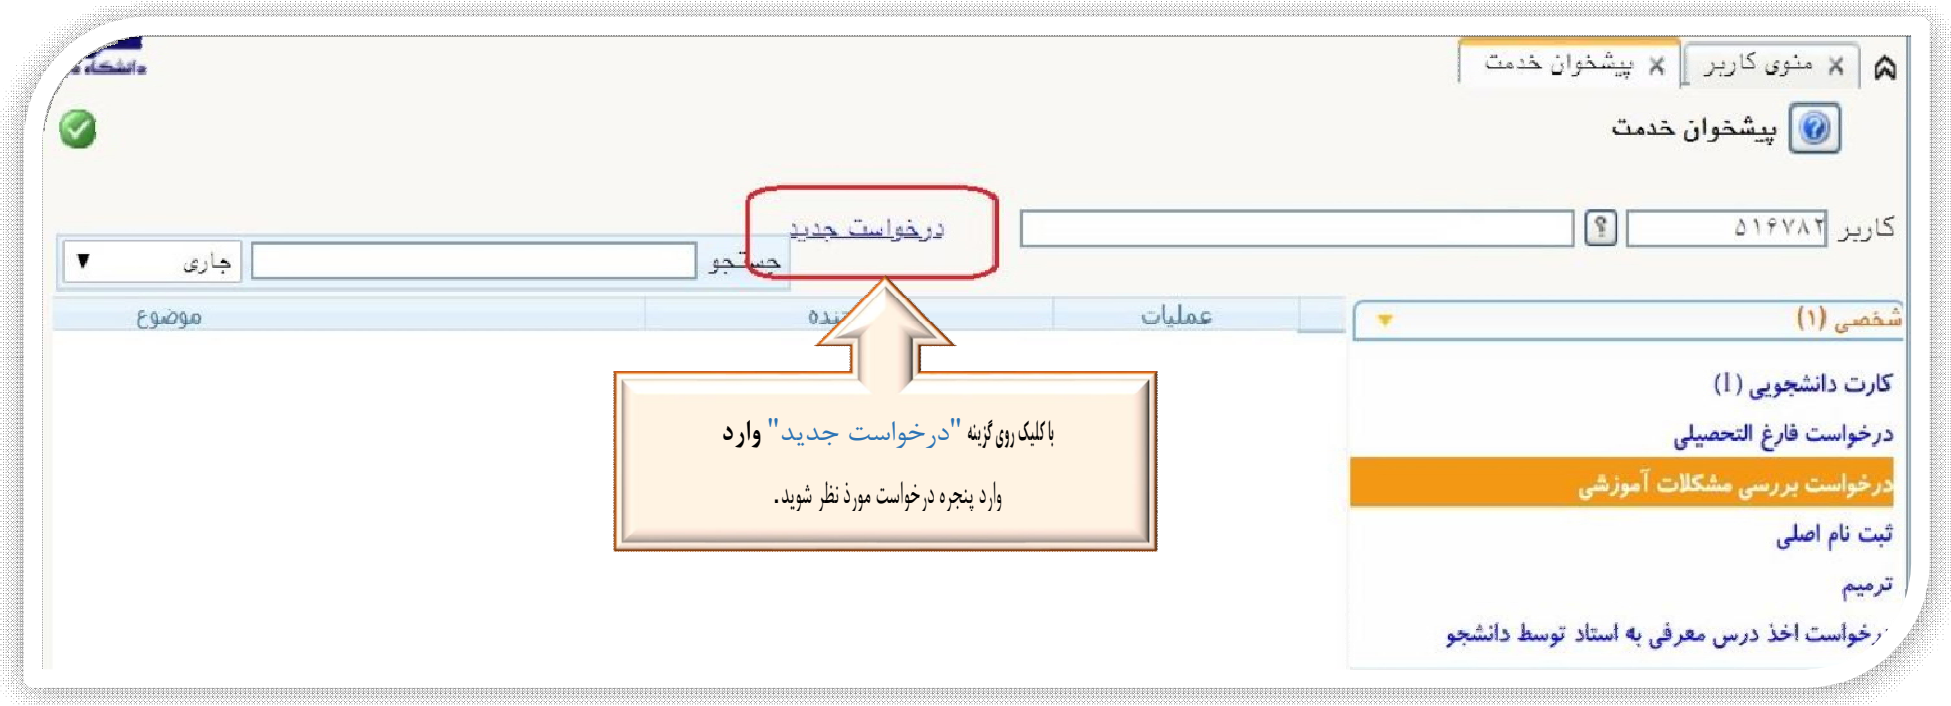 منوی کاربر
پیشخوان خدمت
پیشخوان خدمت
کاربر ۵۱۶۷۸۲
درخواست جدید
جستجو
جاری
عملیات
موضوع
شخصی (۱)
کارت دانشجویی (1)
درخواست فارغ التحصیلی
درخواست بررسی مشکلات آموزشی
ثبت نام اصلی
ترمیم
درخواست اخذ درس معرفی به استاد توسط دانشجو
با کلیک روی گزینه "درخواست جدید" وارد
وارد پنجره درخواست مورذ نظر شوید.